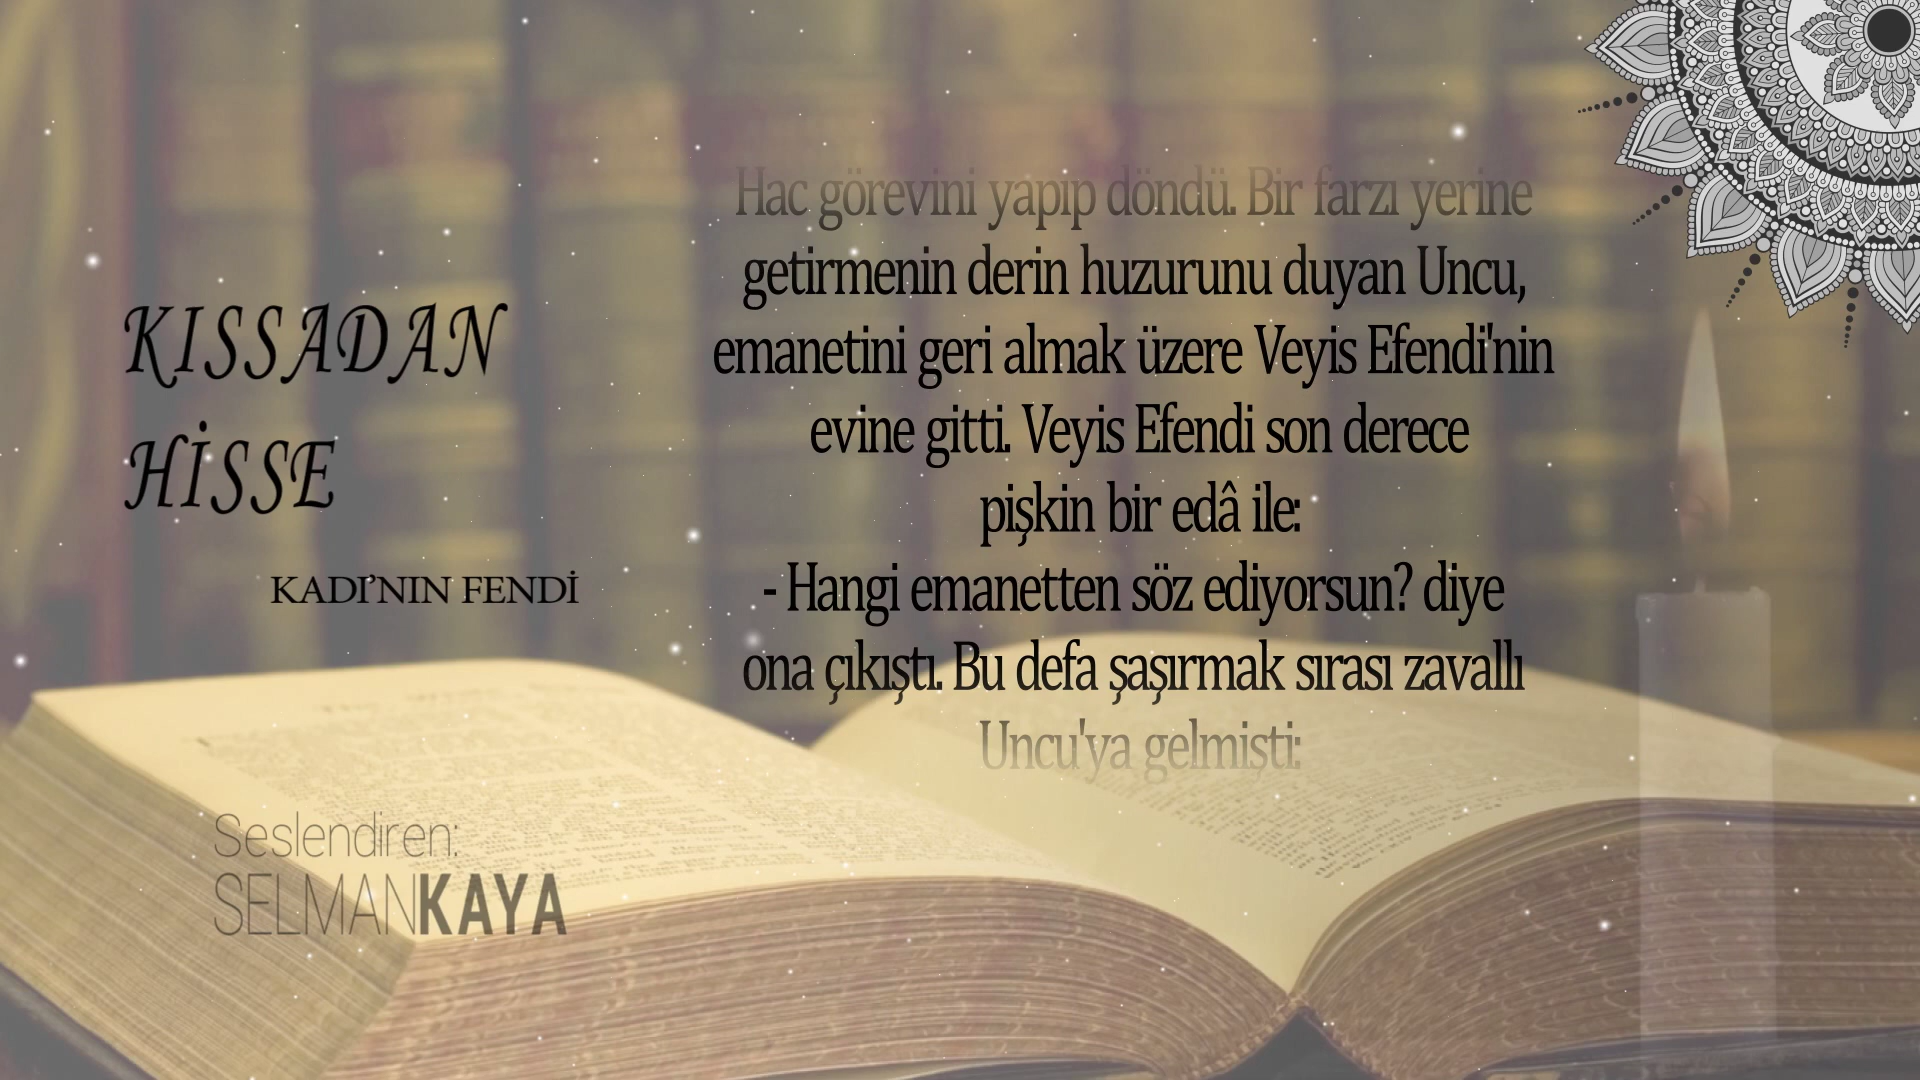 KISSADAN
HİSSE
KADI'NIN FENDİ
Seslendiren:
SELMANKAYA
Hac görevini yapıp döndü. Bir farzı yerine
getirmenin derin huzurunu duyan Uncu,
emanetini geri almak üzere Veyis Efendi'nin
evine gitti. Veyis Efendi son derece
pişkin bir edâ ile:
- Hangi emanetten söz ediyorsun? diye
ona çıkıştı. Bu defa şaşırmak sırası zavallı
Uncu'ya gelmişti: